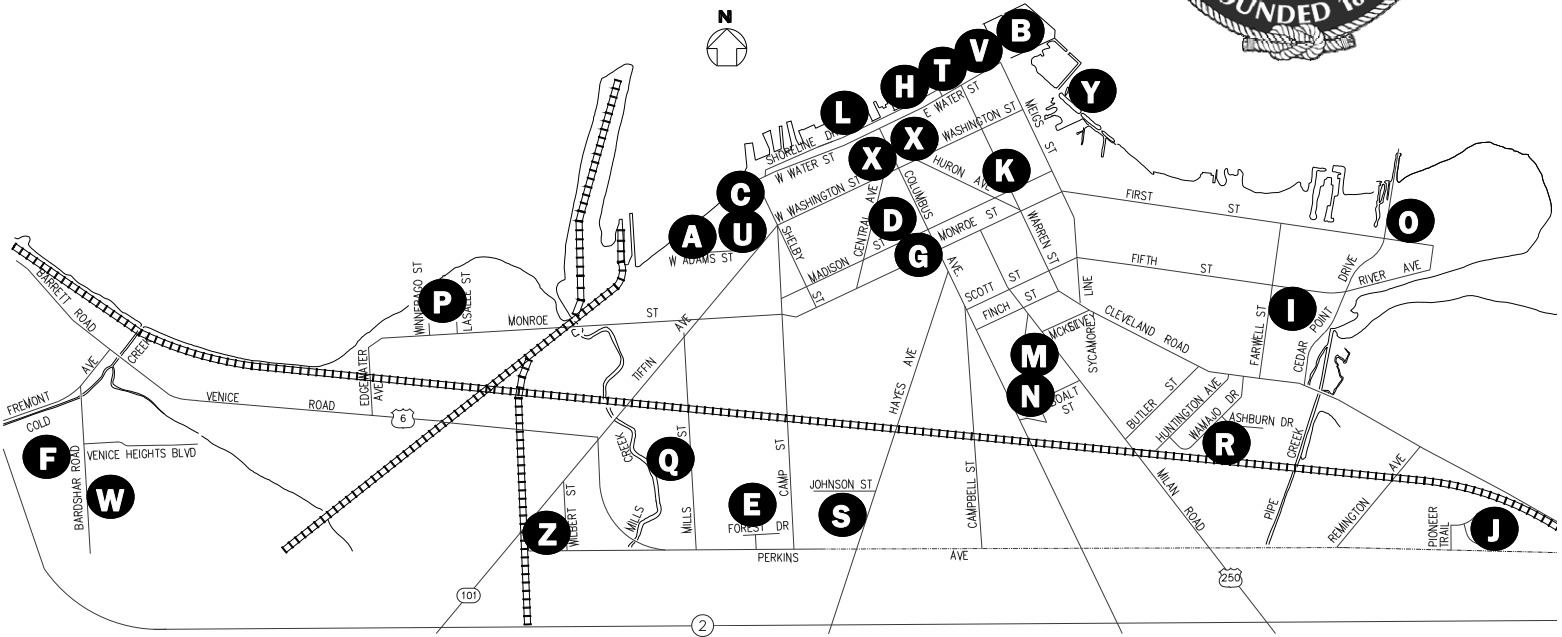 OUNDED 18
N
B
V
T
H
Y
L
E WATER ST
MEIGS ST
WASHINGTON ST
SHORELINE DR
X
X
W WATER ST
HURON AVE
K
C
W WASHINGTON ST
CENTRAL AVE
COLUMBUS AVE.
FIRST ST
A
U
D
O
W ADAMS ST
SHELBY ST
MADISON ST
MONROE ST
G
WARREN ST
FIFTH ST
RIVER AVE
CEDAR POINT DRIVE
BARRETT ROAD
WINNEBAGO ST
P
LASALLE ST
MONROE ST
SCOTT ST
FINCH ST
LINE
I
FARWELL ST
CLEVELAND ROAD
SYCAMORE
M
N
TIFFIN AVE
HAYES AVE
CREEK
EDGEWATER AVE
FREMONT AVE
COLD CREEK
VENICE ROAD
6
BUTLER ST
HUNTINGTON AVE
WAMAJO DR
ASHBURN DR
R
F
BARDSHAR ROAD
VENICE HEIGHTS BLVD
W
MILLS CREEK
Q
MILLS ST
CAMP ST
E
FOREST DR
JOHNSON ST
S
CAMPBELL ST
MILAN ROAD
PIPE CREEK
REMINGTON AVE
PIONEER TRAIL
J
Z
WILBERT ST
PERKINS AVE
101
250
2